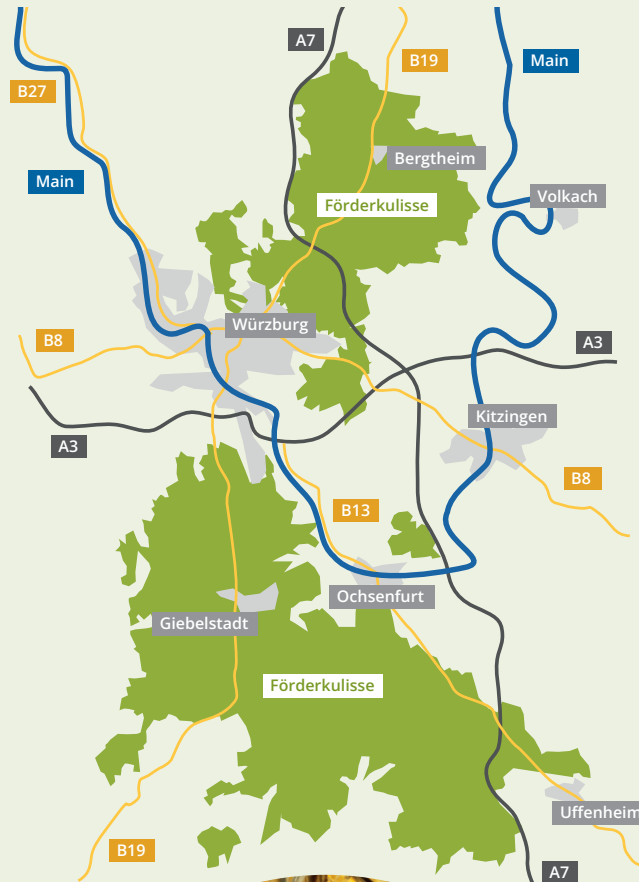 A7
B19
Main
B27
Bergtheim
Main
Volkach
Förderkulisse
Würzburg
B8
A3
Kitzingen
A3
B8
B13
Ochsenfurt
Giebelstadt
Förderkulisse
Uffenheim
B19
A7